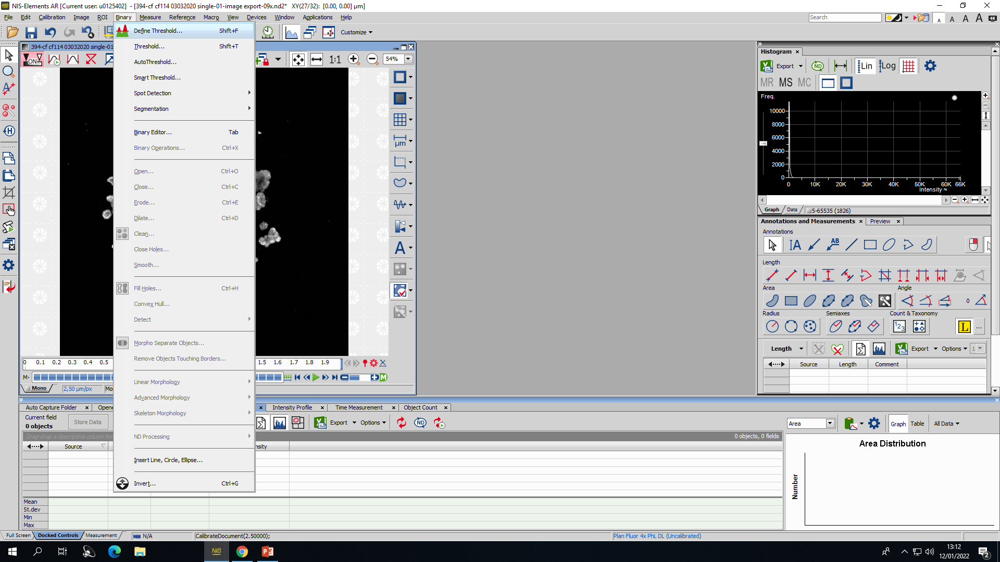 NIS-Elements AR [Current user: u0125402] - [394-cf cf114 03032020 single-01-image export-09x.nd2* XY(27/32): [0.00, 0.00] µm]
File Edit Calibration Image ROI Binary Measure Reference Macro View Devices Window Applications Help Search A A A A 4K
Define Threshold... Shift+F
Threshold... Shift+T
AutoThreshold...
Smart Threshold...
Spot Detection
Segmentation
Binary Editor... Tab
Binary Operations... Ctrl+X
Open... Ctrl+O
Close... Ctrl+C
Erode... Ctrl+E
Dilate... Ctrl+D
Clean...
Close Holes...
Smooth...
Fill Holes... Ctrl+H
Convex Hull...
Detect
Morpho Separate Objects...
Remove Objects Touching Borders...
Linear Morphology
Advanced Morphology
Skeleton Morphology
ND Processing
Insert Line, Circle, Ellipse...
Invert... Ctrl+G
Customize
394-cf cf114 03032020 single-01
ON 1:1 54%
µm
A
0 0.1 0.2 0.3 0.4 0.5 1.5 1.6 1.7 1.8 1.9
M M
Mono 2,50 µm/px Mo
Histogram
Export ND Lin Log
MR MS MC
Freq.
10000
8000
6000
4000
2000
0
0 10K 20K 30K 40K 50K 60K 66K
Intensity ≈
Graph Data 5-65535 (1826)
Annotations and Measurements Preview
Annotations
A AB
Length
Area Angle
0
Radius Semiaxes Count & Taxonomy
123 L ...
Length Export Options 1
Source Length Comment
Auto Capture Folder Opene Intensity Profile Time Measurement Object Count
Current field
0 objects
Store Data Export Options ND
Drag-drop a descriptive column he
0 objects, 0 fields
Source nsity
Mean
St.dev
Min
Max
Area Graph Table All Data
Area Distribution
Number
Full Screen Docked Controls Measurement N/A CalibrateDocument(2.50000); Plan Fluor 4x PhL DL (Uncalibrated)
NIS
13:12
12/01/2022
2